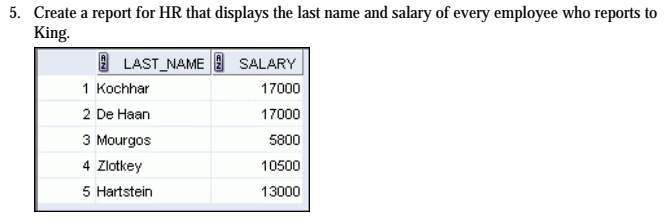 5. Create a report for HR that displays the last name and salary of every employee who reports to
King.
LAST_NAME SALARY
1 Kochhar 17000
2 De Haan 17000
3 Mourgos 5800
4 Zlotkey 10500
5 Hartstein 13000